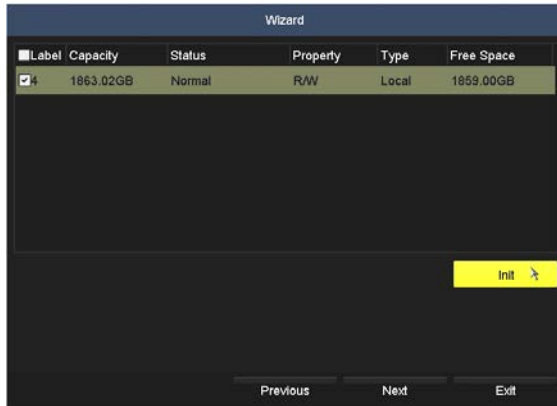 Wizard
Label Capacity Status Property Type Free Space
4 1863.02GB Normal R/W Local 1859.00GB
Init
Previous Next Exit